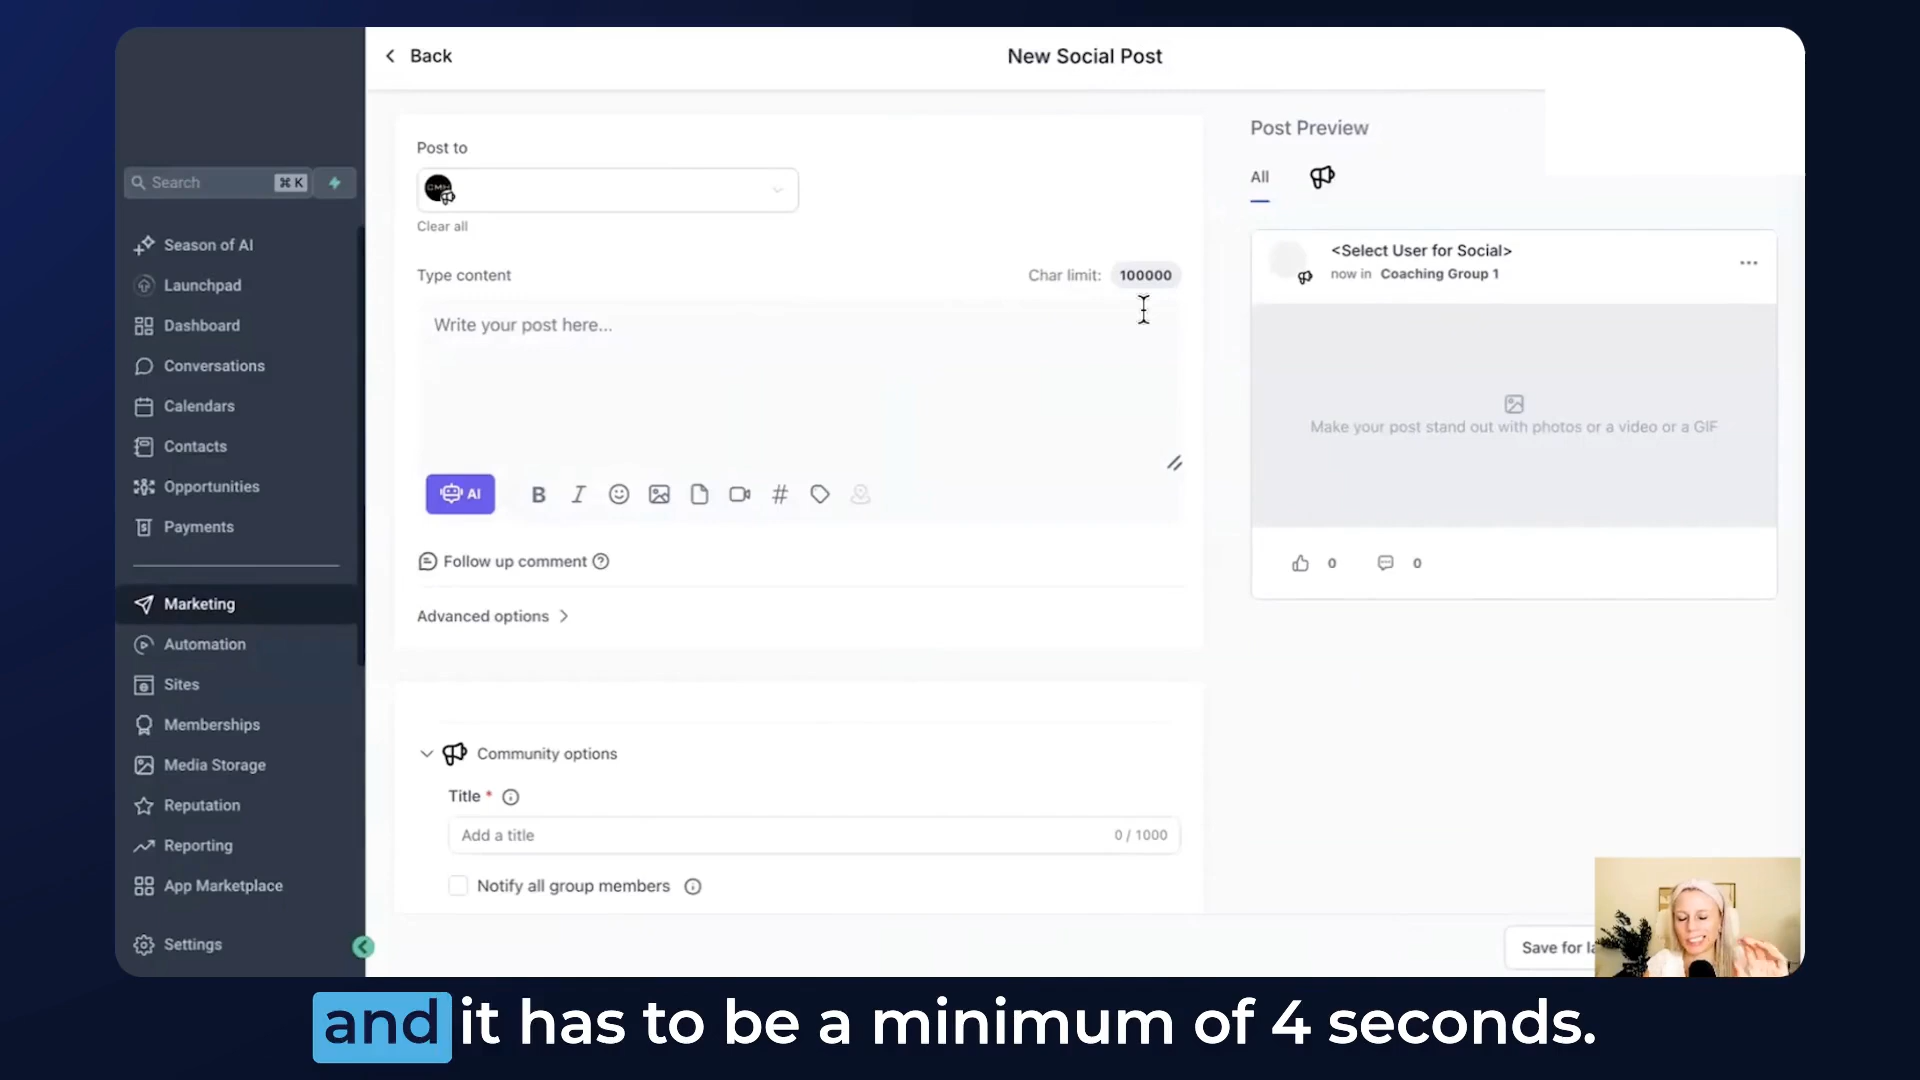 Back
New Social Post
Search
⌘ K
Season of AI
Launchpad
Dashboard
Conversations
Calendars
Contacts
Opportunities
Payments
Marketing
Automation
Sites
Memberships
Media Storage
Reputation
Reporting
App Marketplace
Settings
Post to
Clear all
Type content
Char limit: 100000
Write your post here...
AI
B I #
Follow up comment
Advanced options
Community options
Title *
Add a title
0 / 1000
Notify all group members
Post Preview
All
<Select User for Social>
now in Coaching Group 1
Make your post stand out with photos or a video or a GIF
0 0
Save for
and it has to be a minimum of 4 seconds.